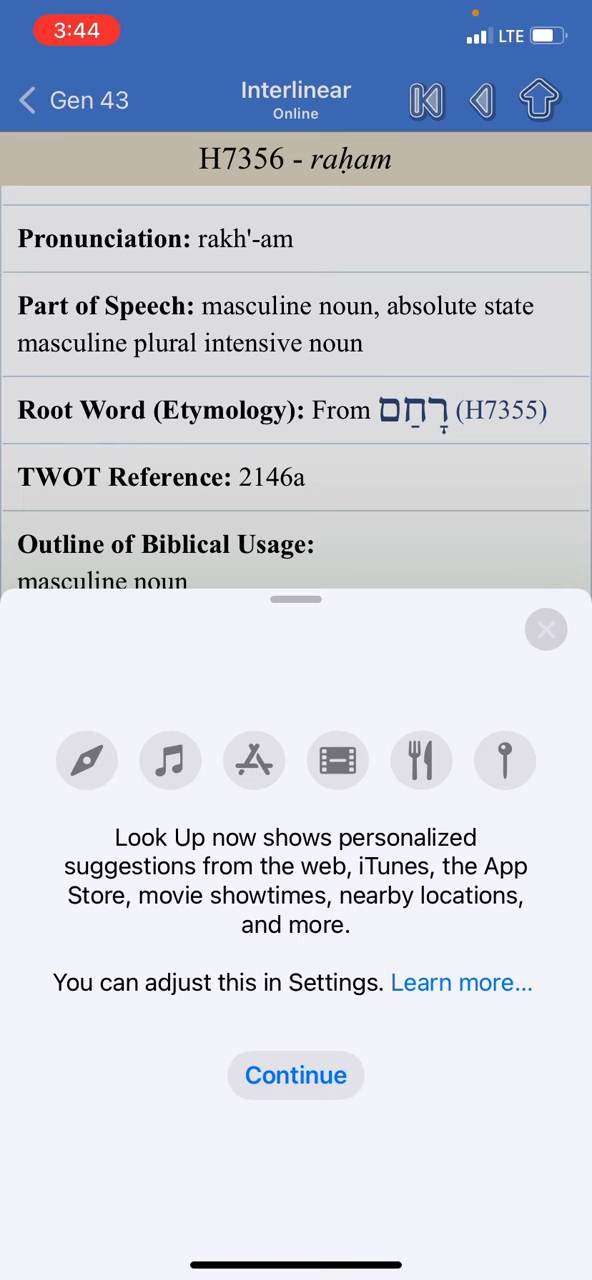 3:44
LTE
Gen 43
Interlinear
Online
H7356 - raḥam
Pronunciation: rakh'-am
Part of Speech: masculine noun, absolute state
masculine plural intensive noun
Root Word (Etymology): From רָחַם (H7355)
TWOT Reference: 2146a
Outline of Biblical Usage:
masculine noun
Look Up now shows personalized
suggestions from the web, iTunes, the App
Store, movie showtimes, nearby locations,
and more.
You can adjust this in Settings. Learn more...
Continue